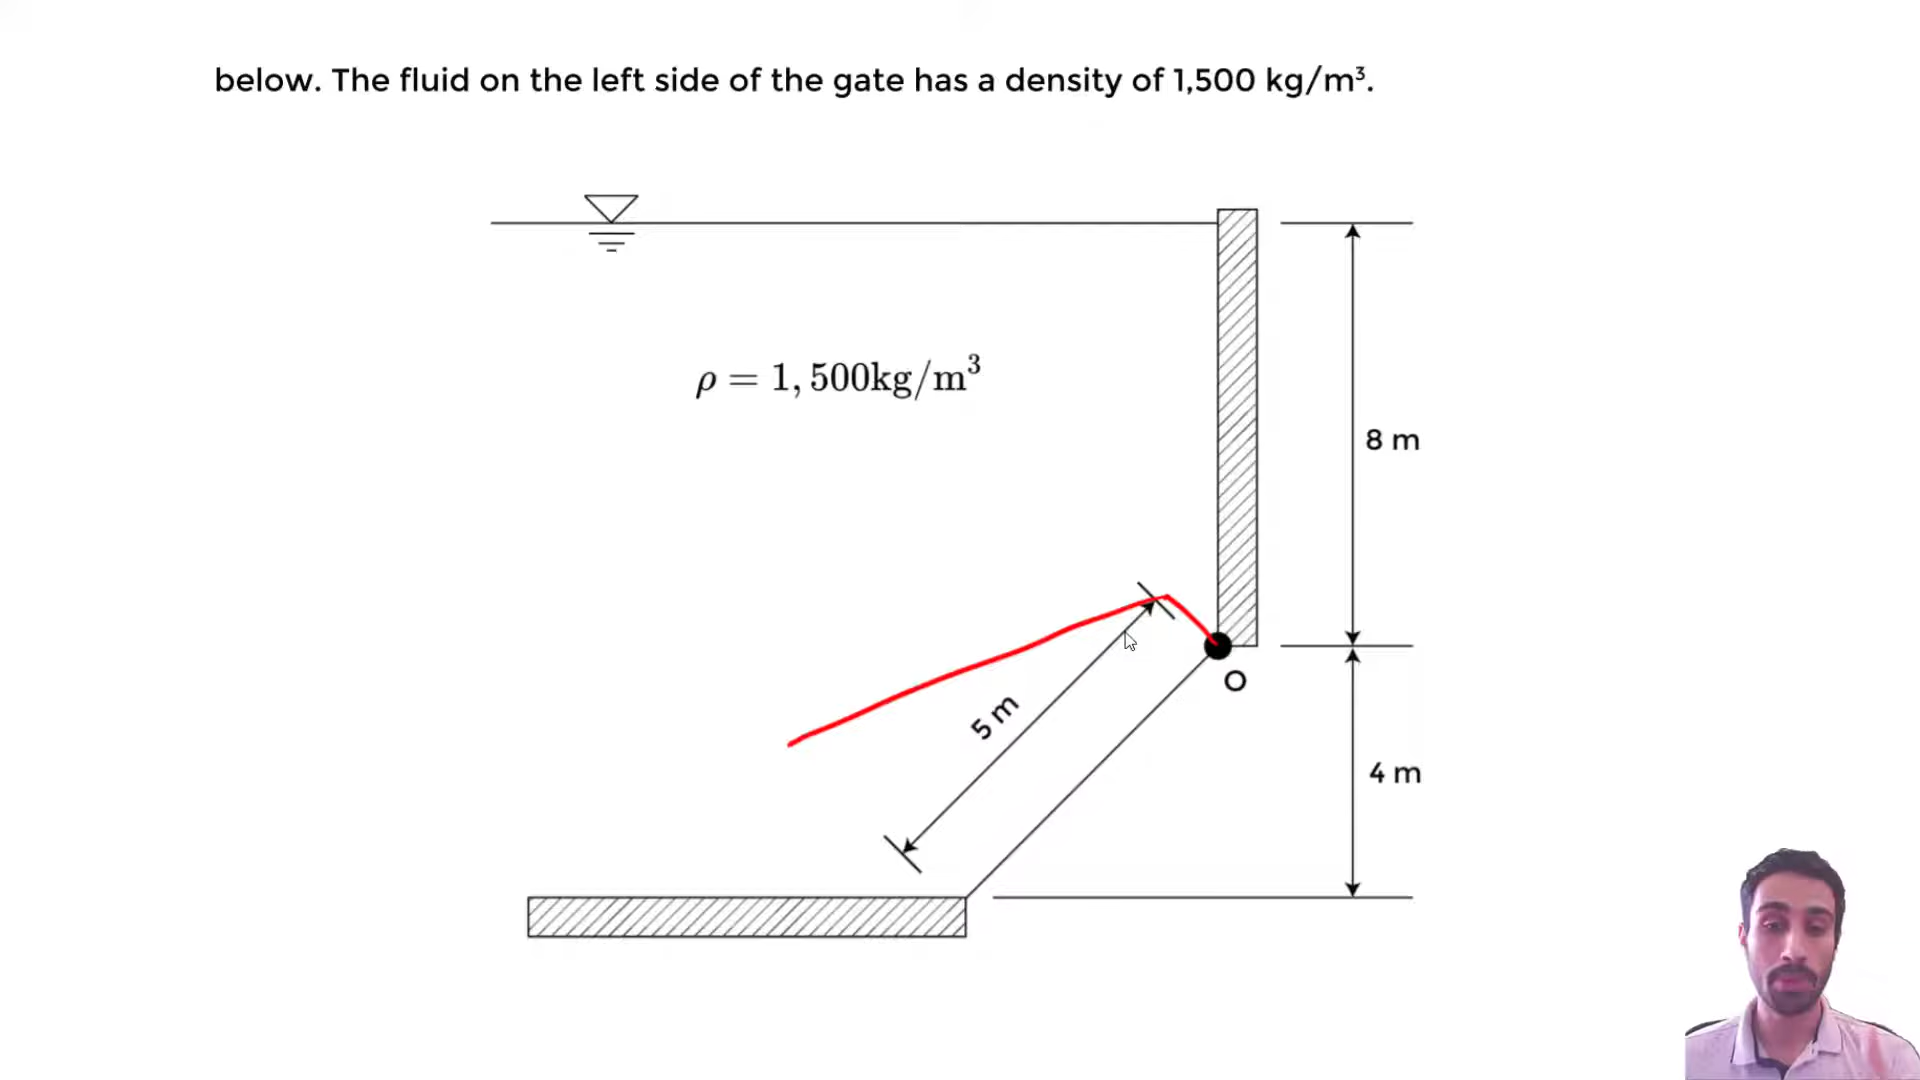 below. The fluid on the left side of the gate has a density of 1,500 kg/m³.
ρ = 1, 500kg/m³
8 m
5 m
O
4 m